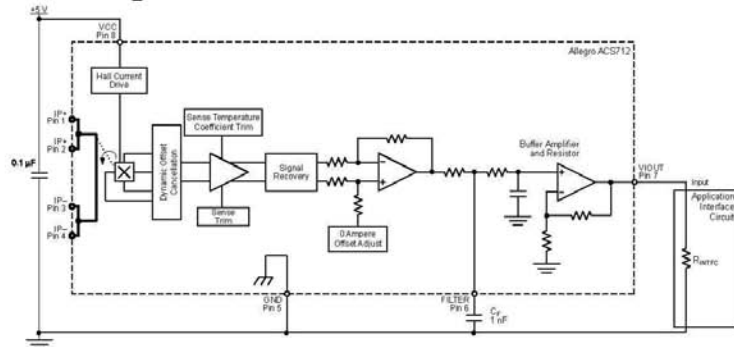 +5 V
VCC
Pin 8
Allegro ACS712
Hall Current
Drive
IP+
Pin 1
IP+
Pin 2
IP−
Pin 3
IP−
Pin 4
0.1 µF
Dynamic Offset
Cancellation
Sense Temperature
Coefficient Trim
Sense
Trim
Signal
Recovery
0 Ampere
Offset Adjust
Buffer Amplifier
and Resistor
VIOUT
Pin 7
Input
Application
Interface
Circuit
RINTFC
GND
Pin 5
FILTER
Pin 6
CF
1 nF